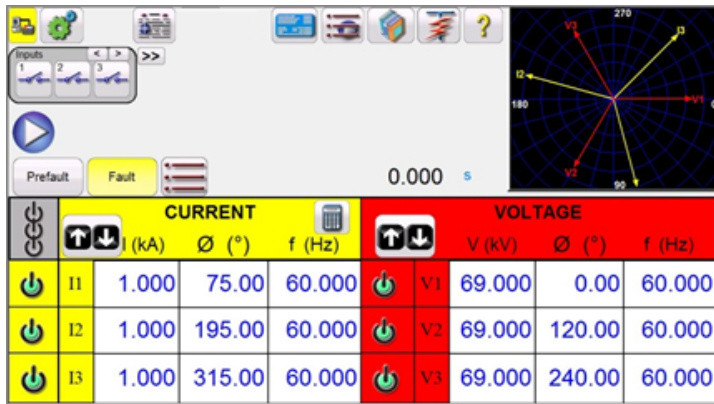 Inputs < > >>
1 2 3
?
Prefault Fault 0.000 s
270
V3 I3
I2
180 V1 0
V2
90
CURRENT VOLTAGE
I (kA) Ø (°) f (Hz) V (kV) Ø (°) f (Hz)
I1 1.000 75.00 60.000 V1 69.000 0.00 60.000
I2 1.000 195.00 60.000 V2 69.000 120.00 60.000
I3 1.000 315.00 60.000 V3 69.000 240.00 60.000